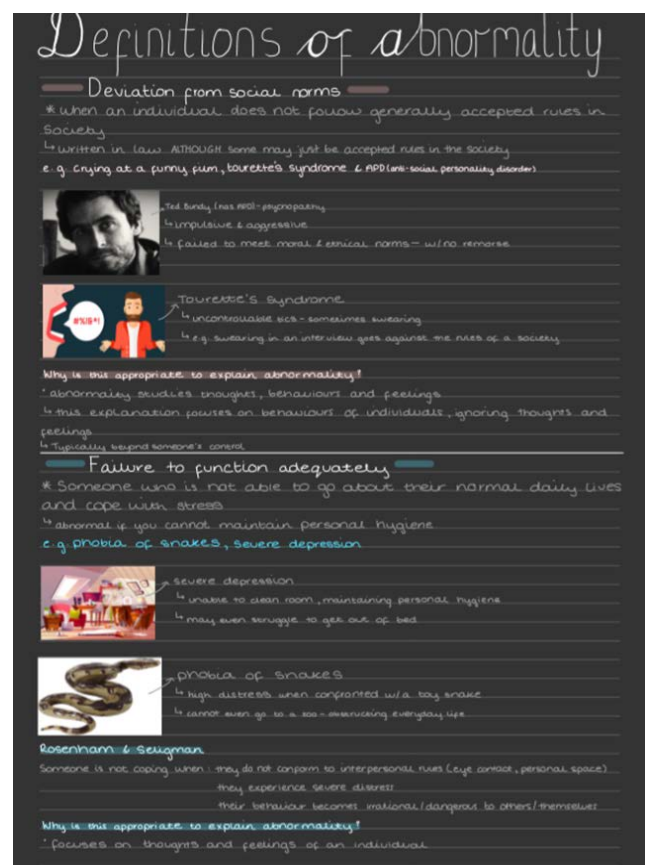 Definitions of abnormality
Deviation from social norms
* when an individual does not follow generally accepted rules in
society
↳ written in law ALTHOUGH some may just be accepted rules in the society
e.g. crying at a funny film, tourette's syndrome & APD (anti-social personality disorder)
Ted Bundy (has APD) - psychopathy
↳ impulsive & aggressive
↳ failed to meet moral & ethical norms - w/no remorse
#%!&*!
Tourette's syndrome
↳ uncontrollable tics - sometimes swearing
↳ e.g. swearing in an interview goes against the rules of a society
Why is this appropriate to explain abnormality?
* abnormality studies thoughts, behaviours and feelings
↳ this explanation focuses on behaviours of individuals, ignoring thoughts and
feelings
↳ Typically beyond someone's control
Failure to function adequately
* Someone who is not able to go about their normal daily lives
and cope with stress
↳ abnormal if you cannot maintain personal hygiene
e.g. phobia of snakes, severe depression
severe depression
↳ unable to clean room, maintaining personal hygiene
↳ may even struggle to get out of bed
phobia of snakes
↳ high distress when confronted w/a toy snake
↳ cannot even go to a zoo - obstructing everyday life
Rosenham & Seligman
Someone is not coping when: they do not conform to interpersonal rules (eye contact, personal space)
they experience severe distress
their behaviour becomes irrational/dangerous to others/themselves
Why is this appropriate to explain abnormality?
* focuses on thoughts and feelings of an individual